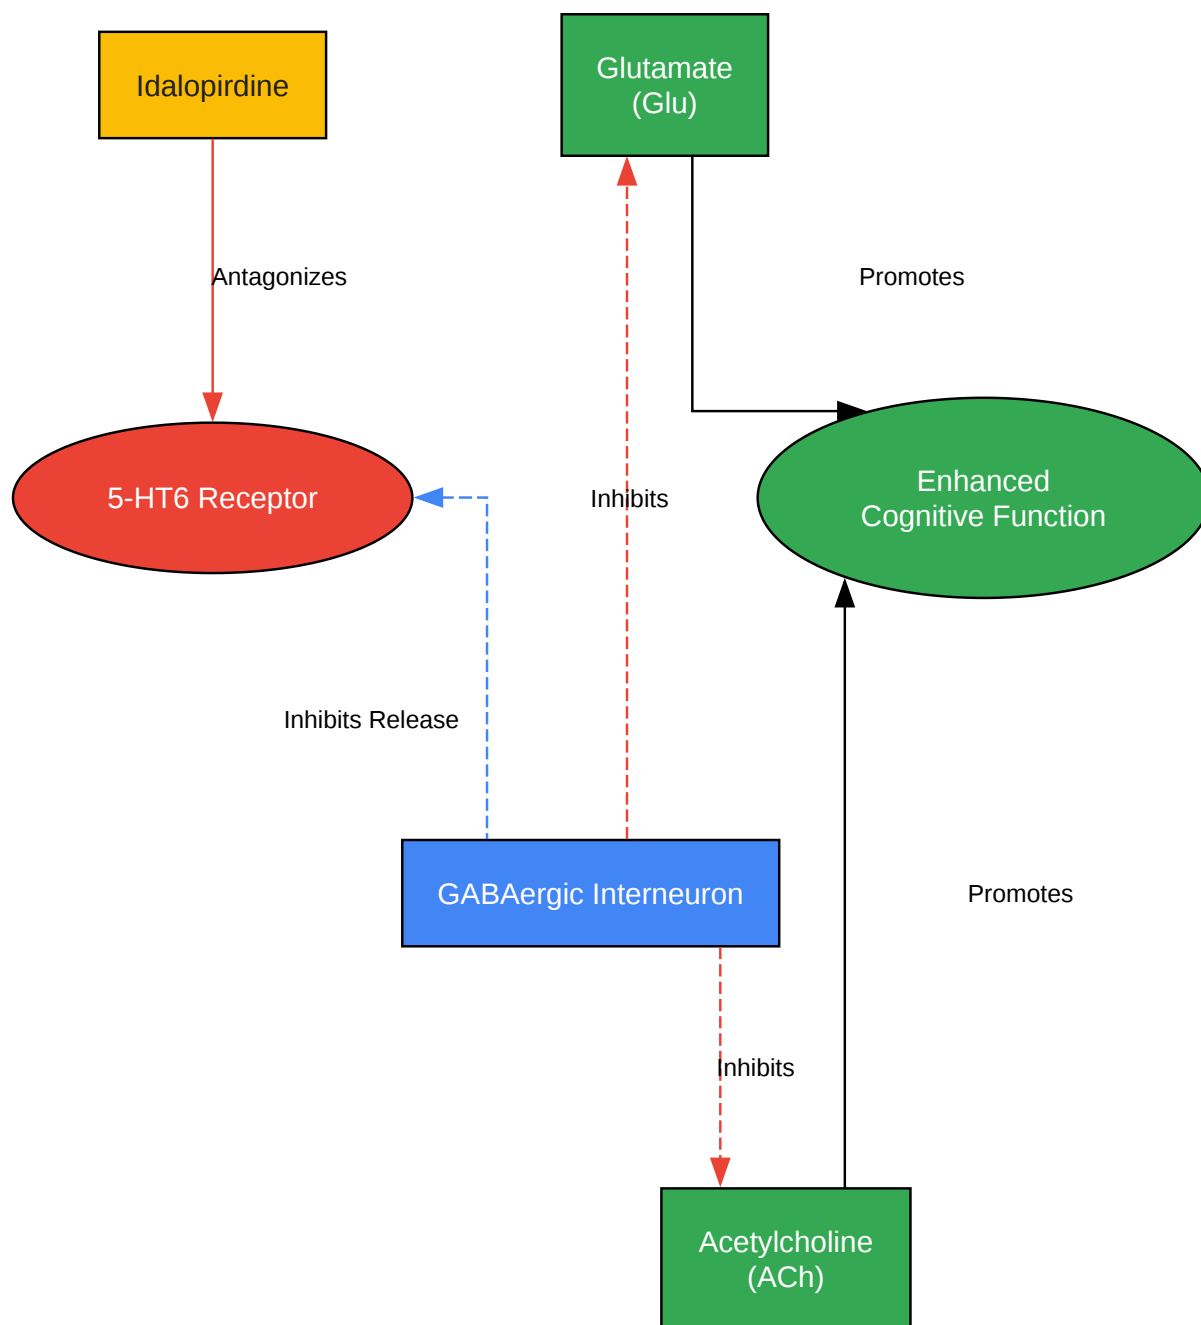 Idalopirdine
Glutamate
(Glu)
Antagonizes
Promotes
5-HT6 Receptor
Inhibits
Enhanced
Cognitive Function
Inhibits Release
GABAergic Interneuron
Promotes
Inhibits
Acetylcholine
(ACh)